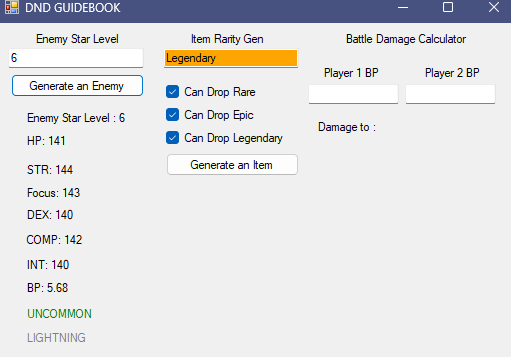 DND GUIDEBOOK
Enemy Star Level
6
Generate an Enemy
Enemy Star Level : 6
HP: 141
STR: 144
Focus: 143
DEX: 140
COMP: 142
INT: 140
BP: 5.68
UNCOMMON
LIGHTNING
Item Rarity Gen
Legendary
Can Drop Rare
Can Drop Epic
Can Drop Legendary
Generate an Item
Battle Damage Calculator
Player 1 BP Player 2 BP
Damage to :